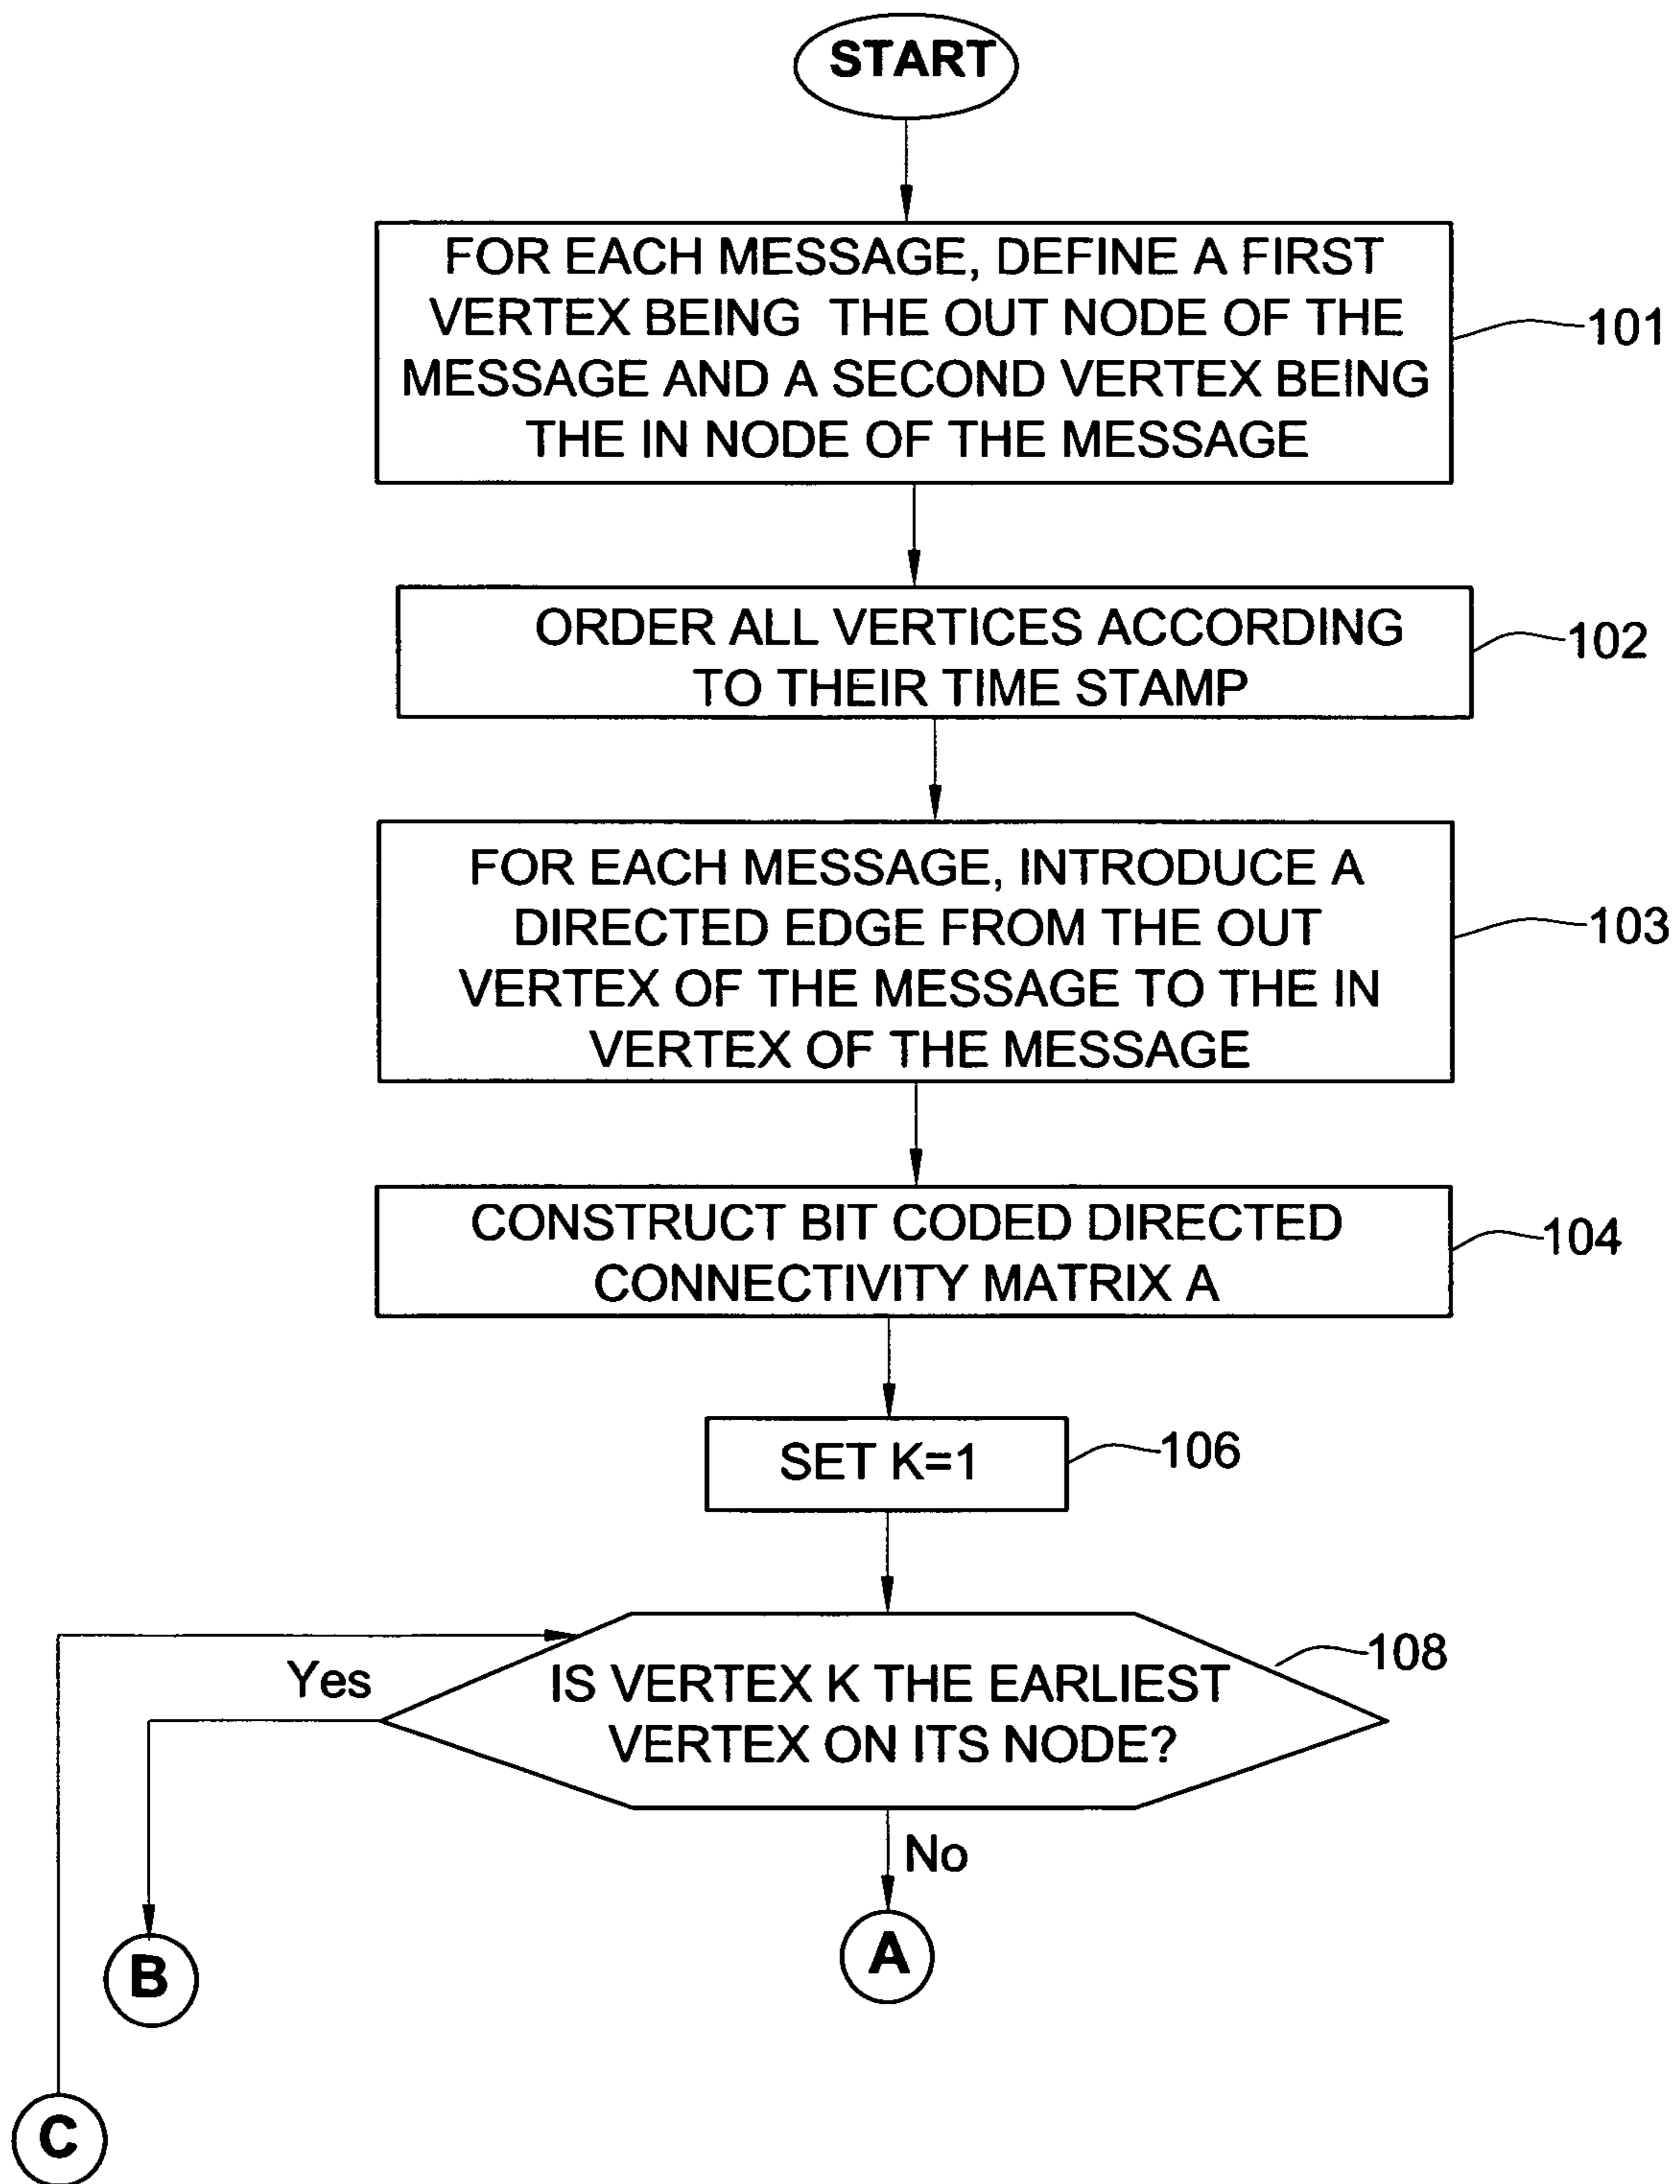 START
FOR EACH MESSAGE, DEFINE A FIRST
VERTEX BEING THE OUT NODE OF THE
MESSAGE AND A SECOND VERTEX BEING
THE IN NODE OF THE MESSAGE
101
ORDER ALL VERTICES ACCORDING
TO THEIR TIME STAMP
102
FOR EACH MESSAGE, INTRODUCE A
DIRECTED EDGE FROM THE OUT
VERTEX OF THE MESSAGE TO THE IN
VERTEX OF THE MESSAGE
103
CONSTRUCT BIT CODED DIRECTED
CONNECTIVITY MATRIX A
104
SET K=1
106
IS VERTEX K THE EARLIEST
VERTEX ON ITS NODE?
108
Yes
No
A
B
C